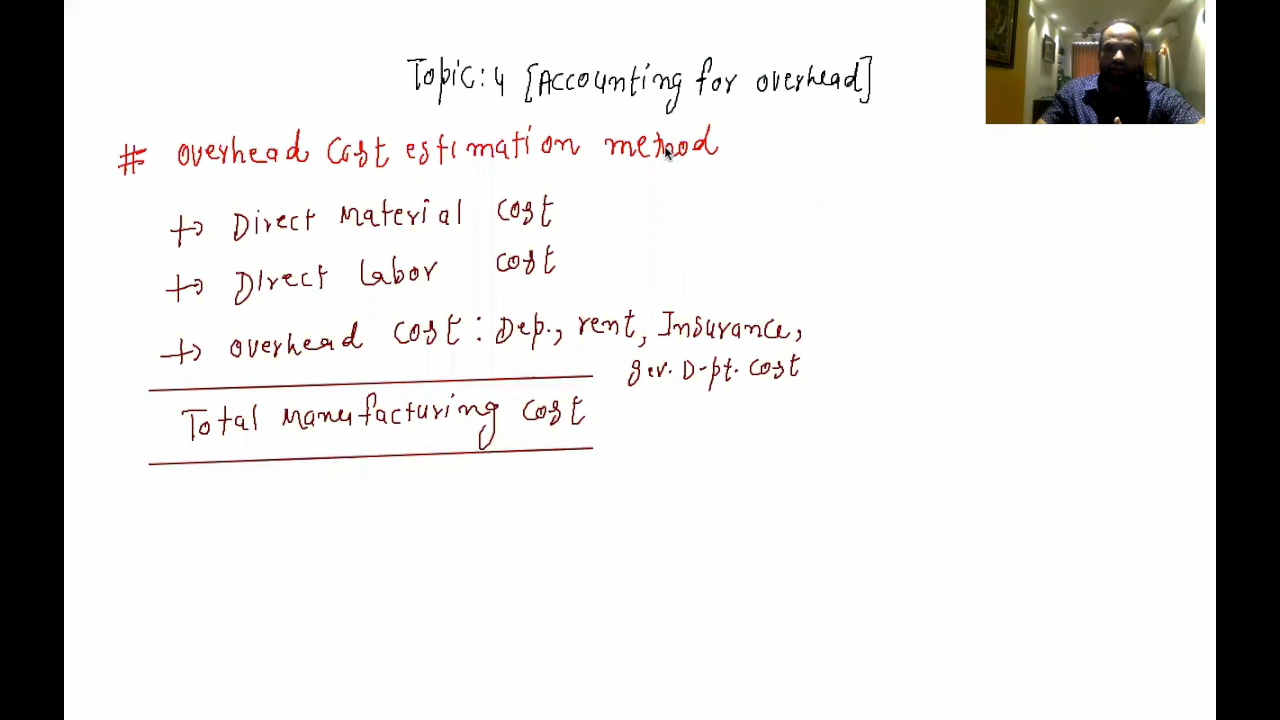 Topic: 4 [Accounting for overhead]
# overhead cost estimation method
+→ Direct Material cost
+→ Direct labor cost
+→ overhead cost: Dep., rent, Insurance,
Ser. D-pt. cost
Total Manufacturing cost